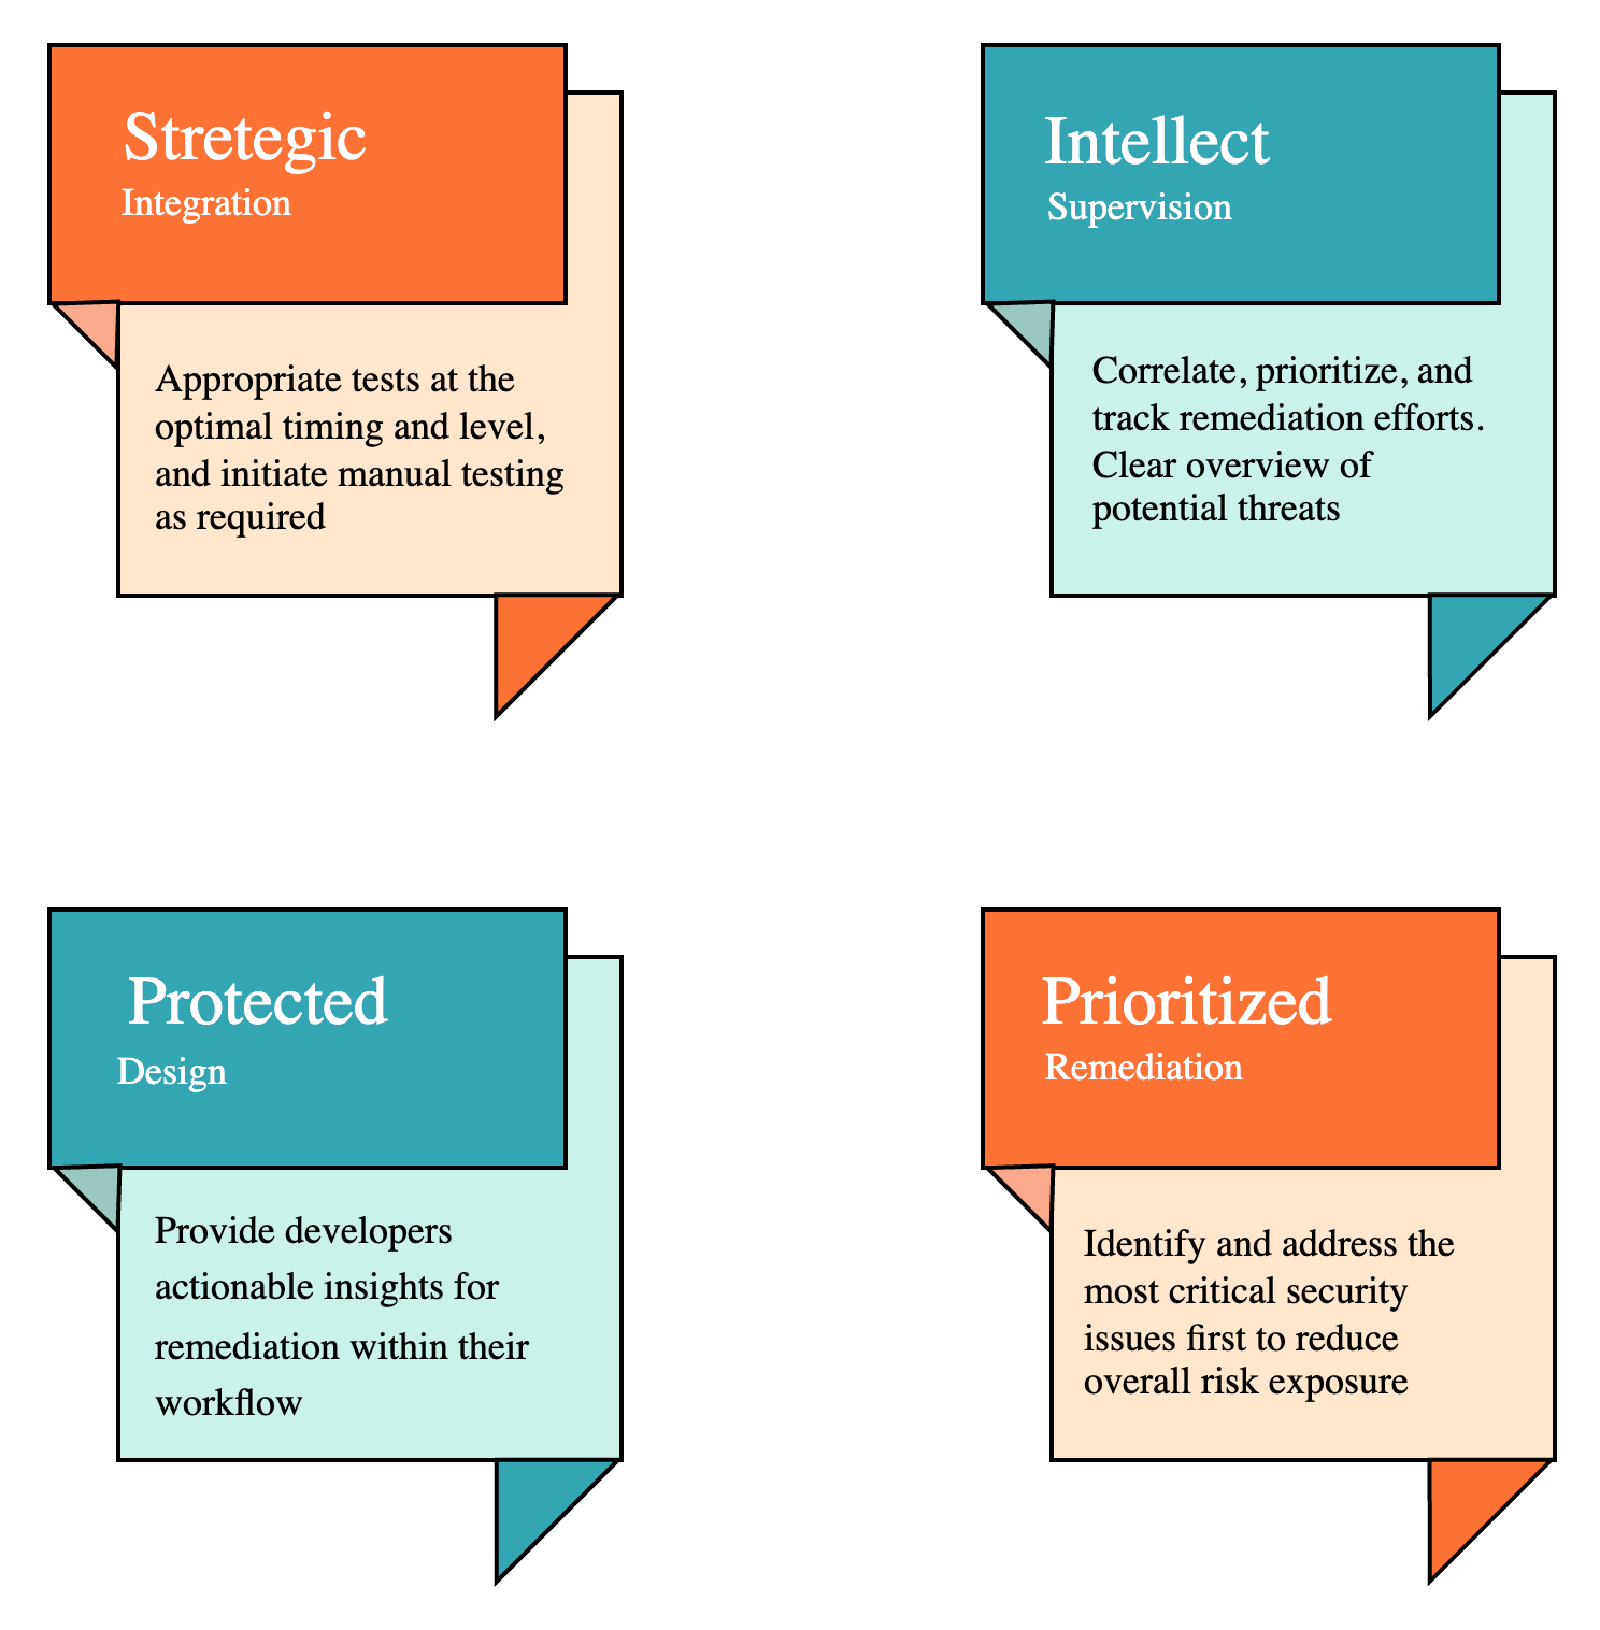 Stretegic
Integration
Appropriate tests at the
optimal timing and level,
and initiate manual testing
as required
Intellect
Supervision
Correlate, prioritize, and
track remediation efforts.
Clear overview of
potential threats
Protected
Design
Provide developers
actionable insights for
remediation within their
workflow
Prioritized
Remediation
Identify and address the
most critical security
issues first to reduce
overall risk exposure